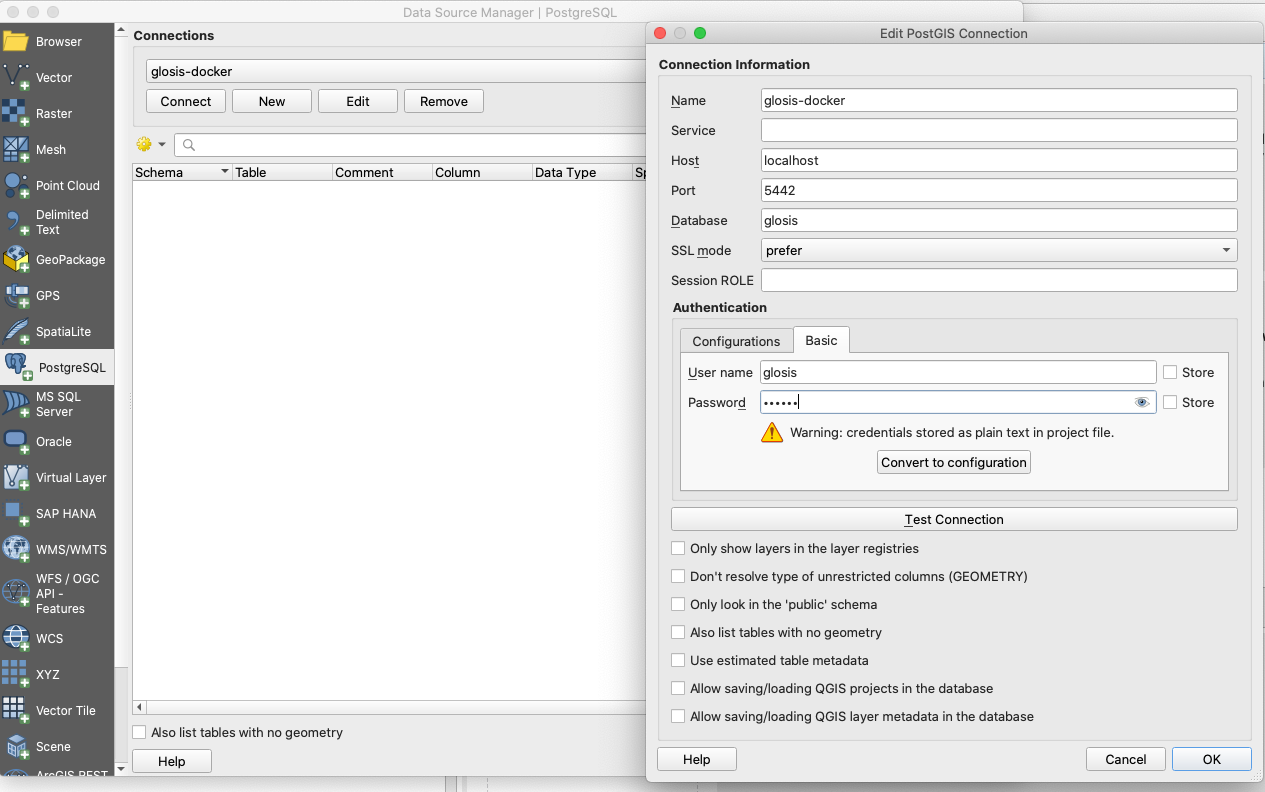 Data Source Manager | PostgreSQL
Browser
Vector
Raster
Mesh
Point Cloud
Delimited
Text
GeoPackage
GPS
SpatiaLite
PostgreSQL
MS SQL
Server
Oracle
Virtual Layer
SAP HANA
WMS/WMTS
WFS / OGC
API -
Features
WCS
XYZ
Vector Tile
Scene
ArcGIS REST
Connections
glosis-docker
Connect
New
Edit
Remove
Schema
Table
Comment
Column
Data Type
Sp
Also list tables with no geometry
Help
Edit PostGIS Connection
Connection Information
Name
glosis-docker
Service
Host
localhost
Port
5442
Database
glosis
SSL mode
prefer
Session ROLE
Authentication
Configurations
Basic
User name
glosis
Store
Password
••••••
Store
Warning: credentials stored as plain text in project file.
Convert to configuration
Test Connection
Only show layers in the layer registries
Don't resolve type of unrestricted columns (GEOMETRY)
Only look in the 'public' schema
Also list tables with no geometry
Use estimated table metadata
Allow saving/loading QGIS projects in the database
Allow saving/loading QGIS layer metadata in the database
Help
Cancel
OK